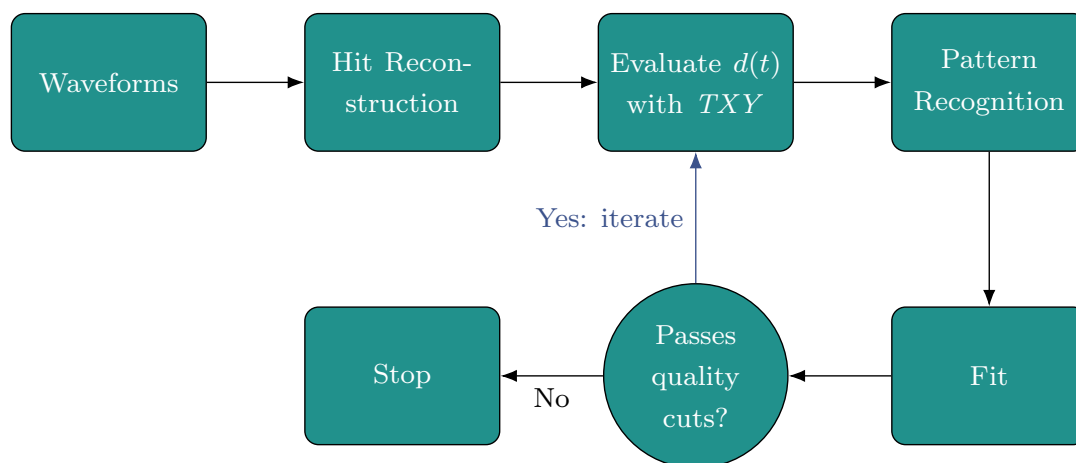 Waveforms
Hit Recon-
struction
Evaluate d(t)
with TXY
Pattern
Recognition
Yes: iterate
Stop
No
Passes
quality
cuts?
Fit